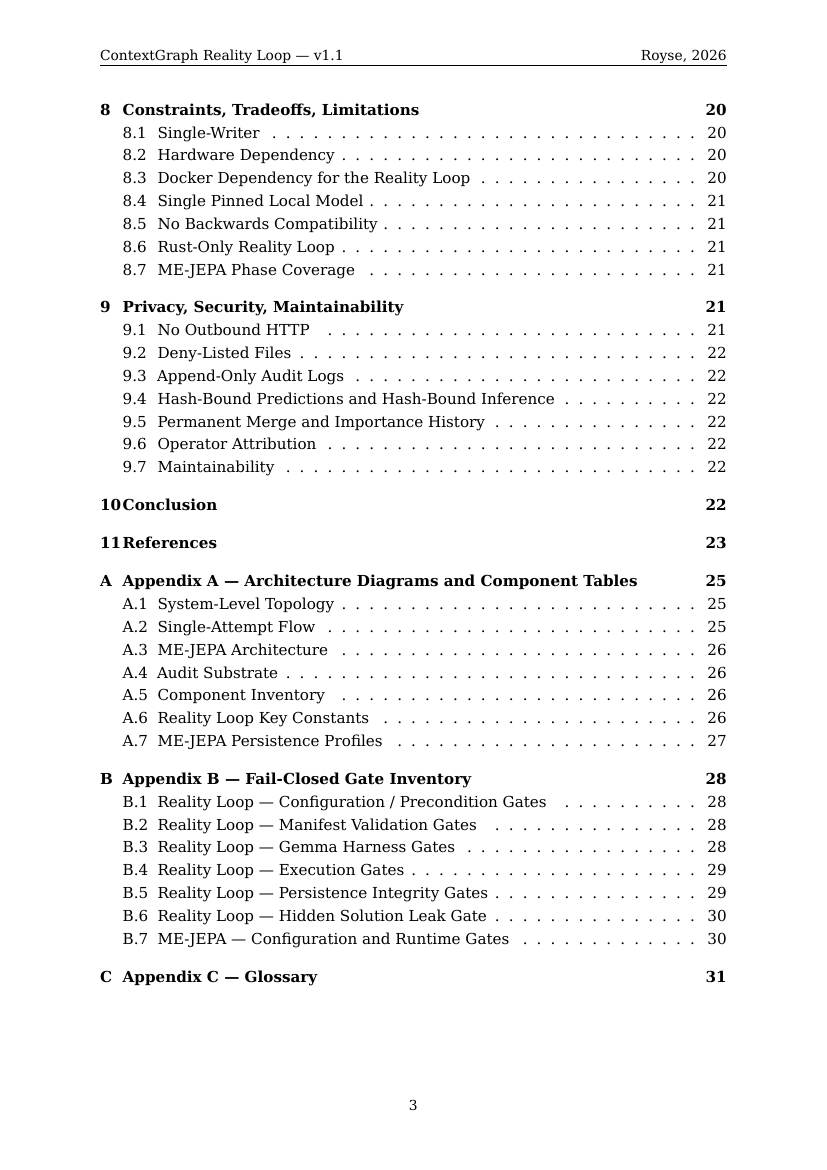 ContextGraph Reality Loop — v1.1 Royse, 2026
8 Constraints, Tradeoffs, Limitations 20
8.1 Single-Writer . . . . . . . . . . . . . . . . . . . . . . . . . . . . . . . 20
8.2 Hardware Dependency . . . . . . . . . . . . . . . . . . . . . . . . . . 20
8.3 Docker Dependency for the Reality Loop . . . . . . . . . . . . . . . . 20
8.4 Single Pinned Local Model . . . . . . . . . . . . . . . . . . . . . . . . 21
8.5 No Backwards Compatibility . . . . . . . . . . . . . . . . . . . . . . . 21
8.6 Rust-Only Reality Loop . . . . . . . . . . . . . . . . . . . . . . . . . . 21
8.7 ME-JEPA Phase Coverage . . . . . . . . . . . . . . . . . . . . . . . . 21
9 Privacy, Security, Maintainability 21
9.1 No Outbound HTTP . . . . . . . . . . . . . . . . . . . . . . . . . . . 21
9.2 Deny-Listed Files . . . . . . . . . . . . . . . . . . . . . . . . . . . . . 22
9.3 Append-Only Audit Logs . . . . . . . . . . . . . . . . . . . . . . . . . 22
9.4 Hash-Bound Predictions and Hash-Bound Inference . . . . . . . . . . 22
9.5 Permanent Merge and Importance History . . . . . . . . . . . . . . . 22
9.6 Operator Attribution . . . . . . . . . . . . . . . . . . . . . . . . . . . 22
9.7 Maintainability . . . . . . . . . . . . . . . . . . . . . . . . . . . . . . 22
10 Conclusion 22
11 References 23
A Appendix A — Architecture Diagrams and Component Tables 25
A.1 System-Level Topology . . . . . . . . . . . . . . . . . . . . . . . . . . 25
A.2 Single-Attempt Flow . . . . . . . . . . . . . . . . . . . . . . . . . . . 25
A.3 ME-JEPA Architecture . . . . . . . . . . . . . . . . . . . . . . . . . . 26
A.4 Audit Substrate . . . . . . . . . . . . . . . . . . . . . . . . . . . . . . 26
A.5 Component Inventory . . . . . . . . . . . . . . . . . . . . . . . . . . 26
A.6 Reality Loop Key Constants . . . . . . . . . . . . . . . . . . . . . . . 26
A.7 ME-JEPA Persistence Profiles . . . . . . . . . . . . . . . . . . . . . . 27
B Appendix B — Fail-Closed Gate Inventory 28
B.1 Reality Loop — Configuration / Precondition Gates . . . . . . . . . . 28
B.2 Reality Loop — Manifest Validation Gates . . . . . . . . . . . . . . . 28
B.3 Reality Loop — Gemma Harness Gates . . . . . . . . . . . . . . . . . 28
B.4 Reality Loop — Execution Gates . . . . . . . . . . . . . . . . . . . . . 29
B.5 Reality Loop — Persistence Integrity Gates . . . . . . . . . . . . . . . 29
B.6 Reality Loop — Hidden Solution Leak Gate . . . . . . . . . . . . . . . 30
B.7 ME-JEPA — Configuration and Runtime Gates . . . . . . . . . . . . . 30
C Appendix C — Glossary 31
3